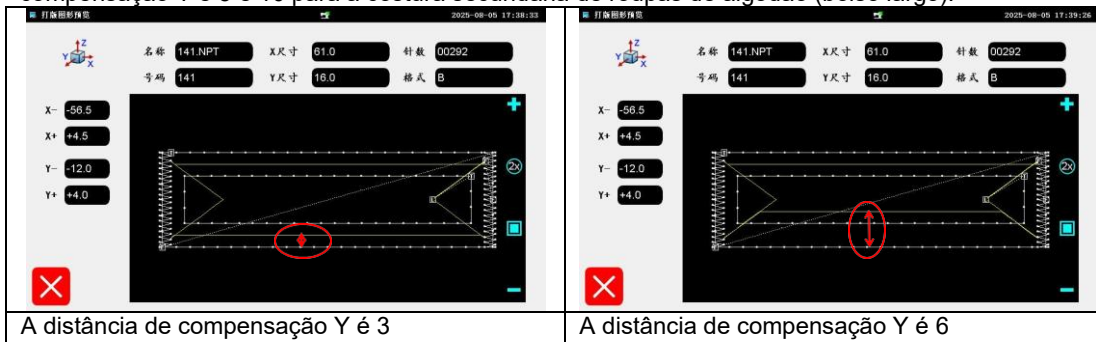 compensação Y é 3 e 10 para a costura secundária de roupas de algodão (bolso largo).
打版图形预览 2025-08-05 17:38:33
名称 141.NPT X尺寸 61.0 针数 00292
号码 141 Y尺寸 16.0 格式 B
Z
Y X
X- -56.5
X+ +4.5
Y- -12.0
Y+ +4.0
2x
A distância de compensação Y é 3
打版图形预览 2025-08-05 17:39:26
名称 141.NPT X尺寸 61.0 针数 00292
号码 141 Y尺寸 16.0 格式 B
Z
Y X
X- -56.5
X+ +4.5
Y- -12.0
Y+ +4.0
2x
A distância de compensação Y é 6